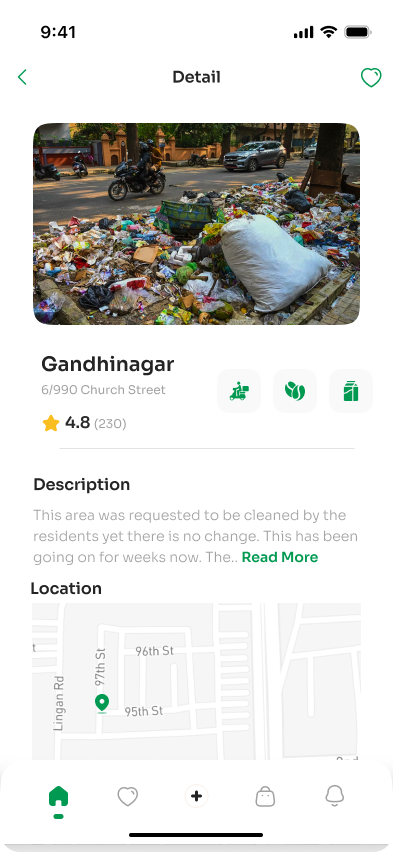 9:41
Detail
Gandhinagar
6/990 Church Street
4.8 (230)
Description
This area was requested to be cleaned by the
residents yet there is no change. This has been
going on for weeks now. The.. Read More
Location
96th St
97th St
Lingan Rd
95th St